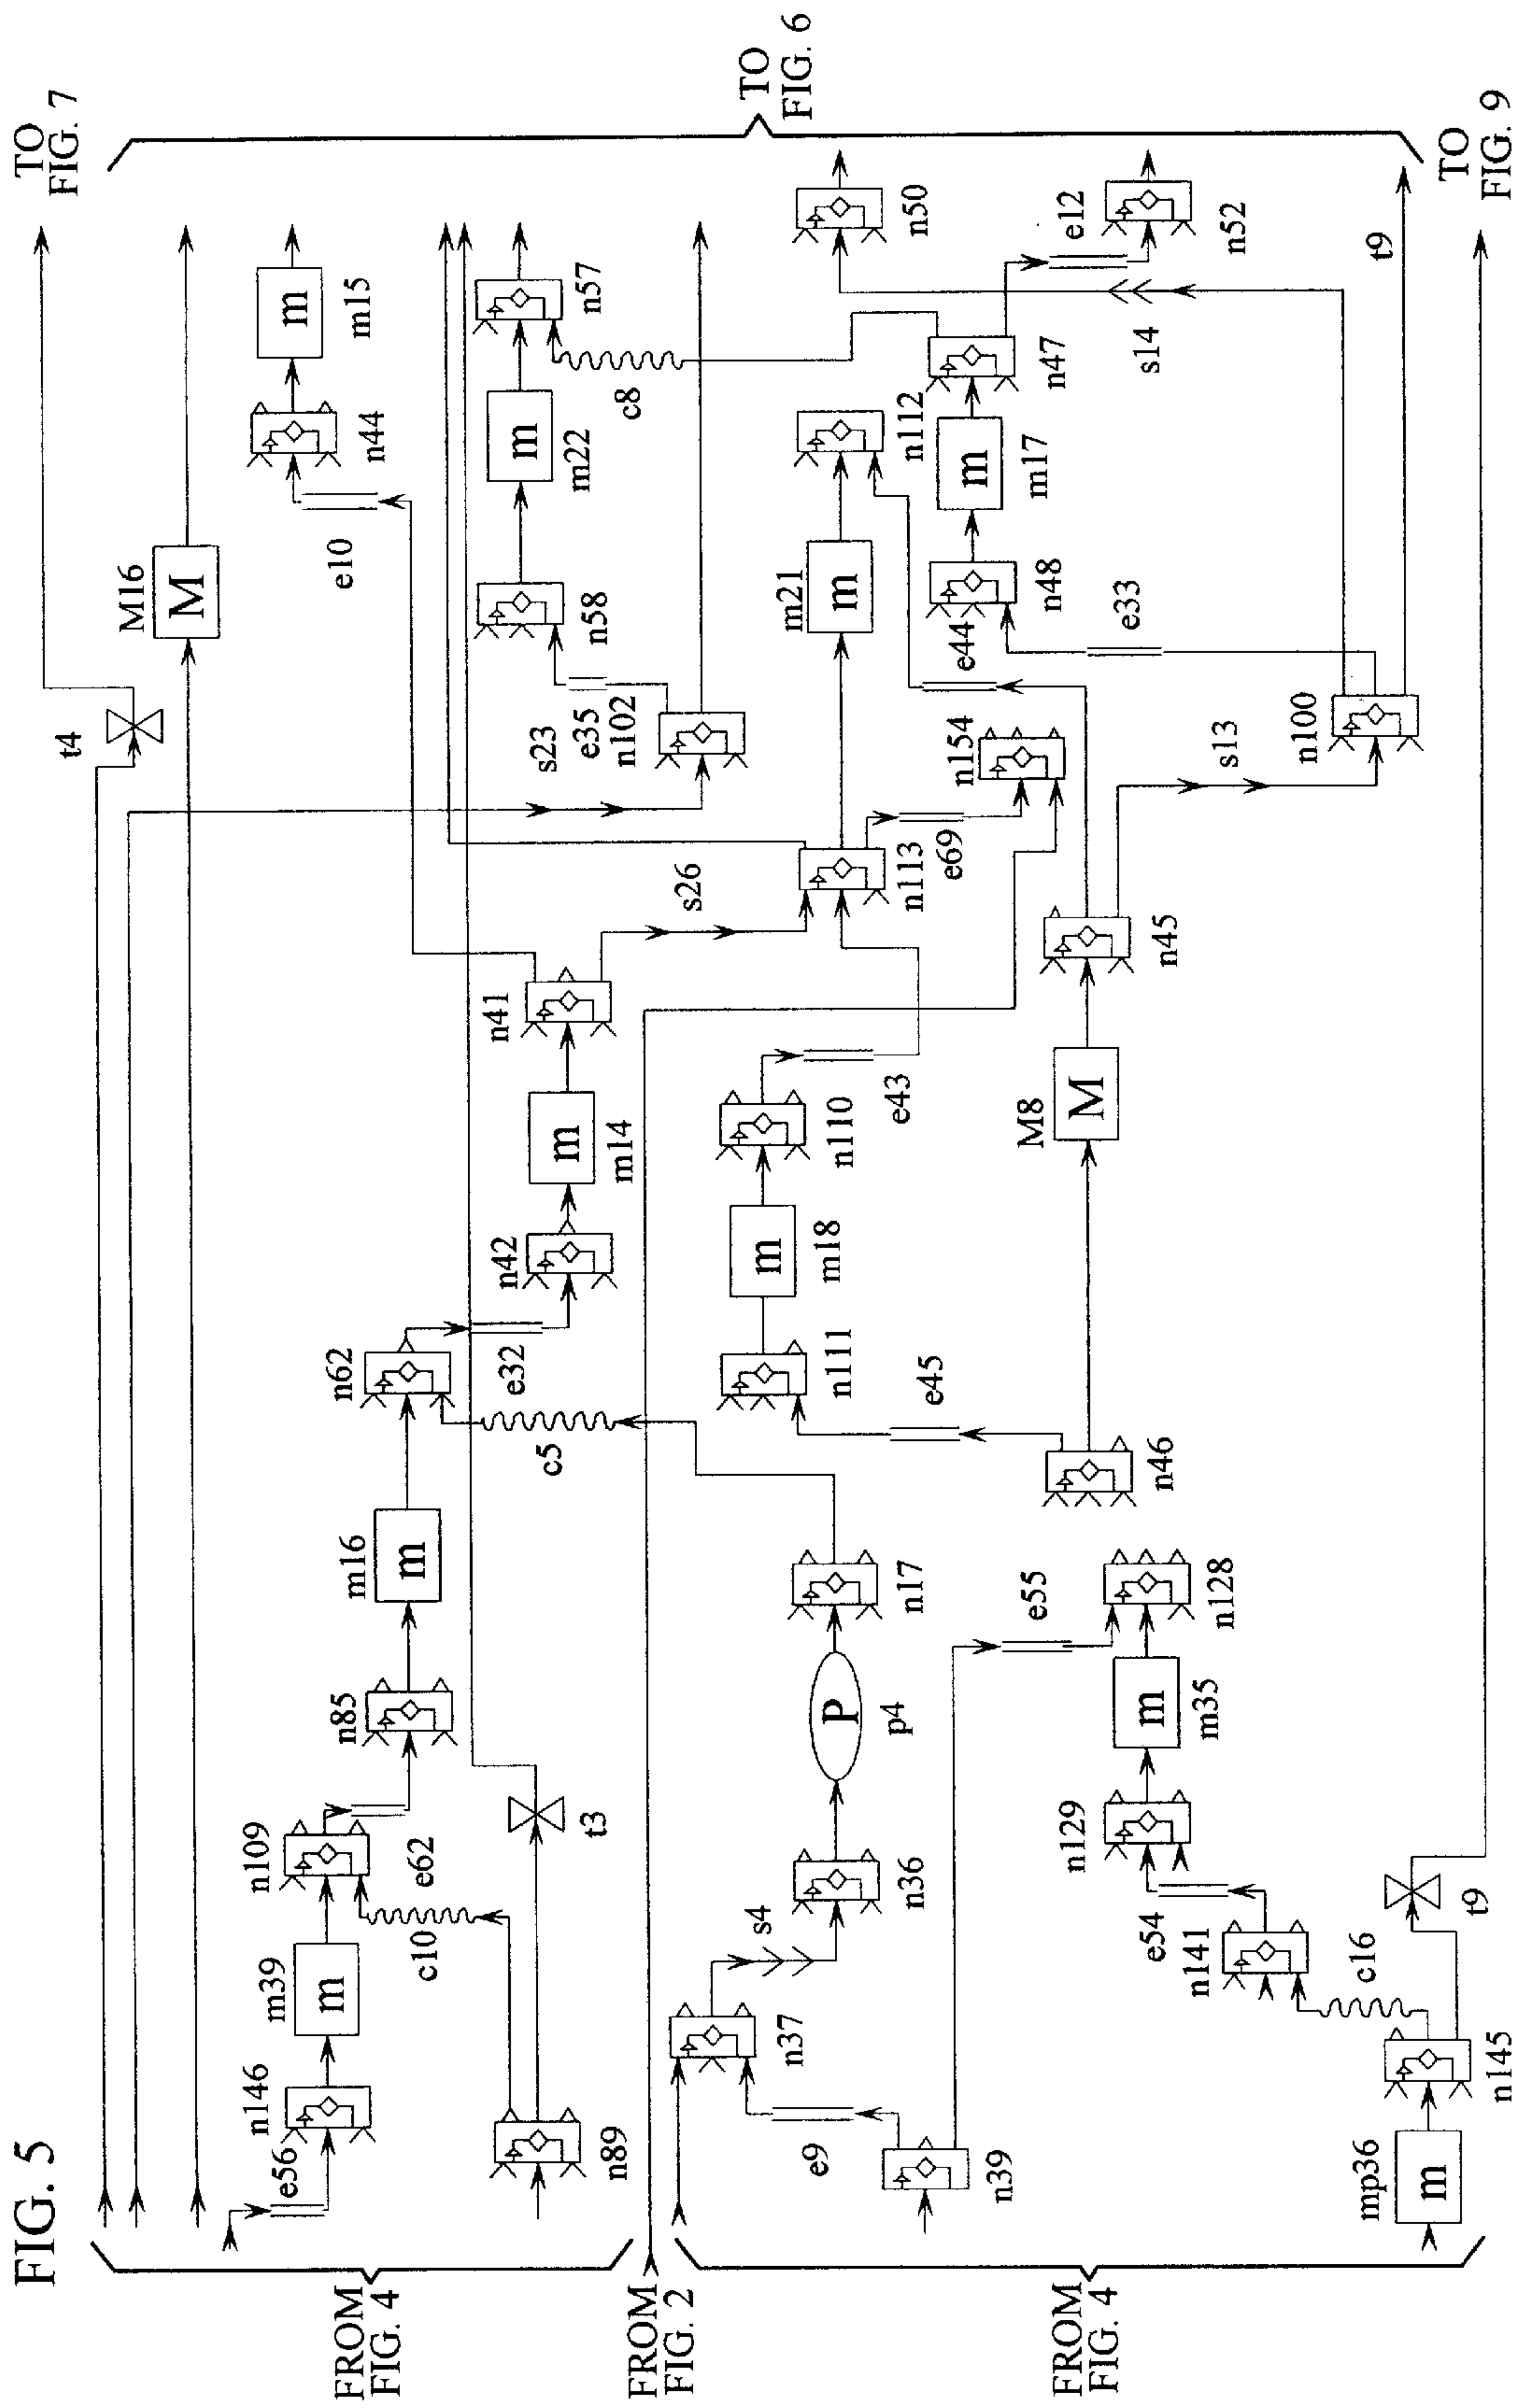 FIG. 5
FROM
FIG. 4
FROM
FIG. 2
FROM
FIG. 4
TO
FIG. 7
TO
FIG. 6
TO
FIG. 9
t4
M16
M
e10
n44
m
m15
e56
n146
m39
m
n109
c10
e62
n85
m16
m
n62
e32
c5
n42
m
m14
n41
s26
s23
e35
n102
n58
m
m22
n57
c8
n89
t3
n37
s4
e9
n39
n36
P
p4
n17
n111
m
m18
n110
e43
e45
n46
M8
M
n45
n113
e69
n154
m21
m
n112
e44
n48
m
m17
n47
n50
e12
n52
e33
s13
s14
n100
t9
e55
n128
m
m35
n129
e54
n141
c16
t9
mp36
m
n145